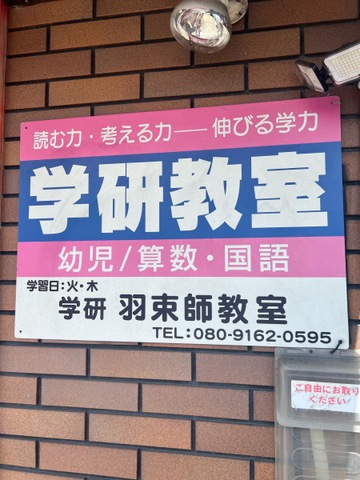 読む力・考える力──伸びる学力
学研教室
幼児/算数・国語
学習日:火・木
学研 羽束師教室
TEL:080-9162-0595
ご自由にお取り
ください